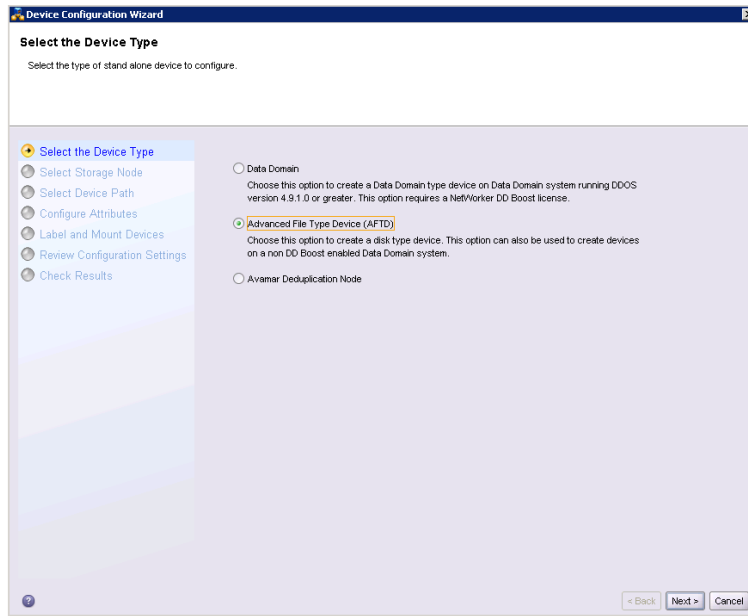 Device Configuration Wizard
Select the Device Type
Select the type of stand alone device to configure.
Select the Device Type
Select Storage Node
Select Device Path
Configure Attributes
Label and Mount Devices
Review Configuration Settings
Check Results
Data Domain
Choose this option to create a Data Domain type device on Data Domain system running DDOS
version 4.9.1.0 or greater. This option requires a NetWorker DD Boost license.
Advanced File Type Device (AFTD)
Choose this option to create a disk type device. This option can also be used to create devices
on a non DD Boost enabled Data Domain system.
Avamar Deduplication Node
?
< Back
Next >
Cancel